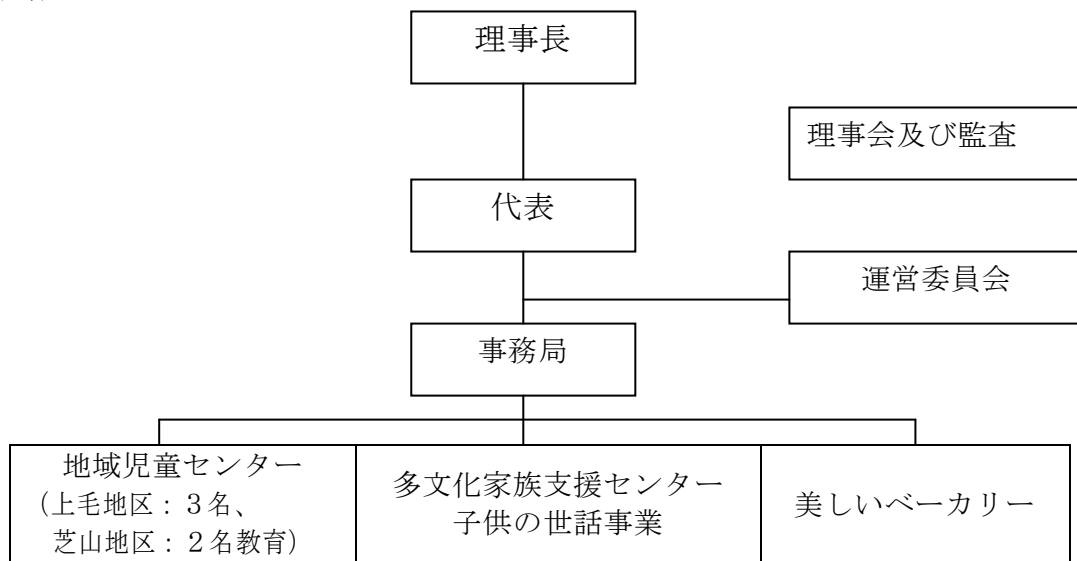 理事長
理事会及び監査
代表
運営委員会
事務局
地域児童センター
（上毛地区：３名、
芝山地区：２名教育）
多文化家族支援センター
子供の世話事業
美しいベーカリー